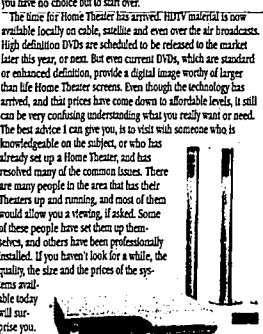 you have no choice but to start over.
The time for Home Theater has arrived. HDTV material is now
available locally on cable, satellite and even over the air broadcasts.
High definition DVDs are scheduled to be released to the market
later this year, or next. But even current DVDs, which are standard
or enhanced definition, provide a digital image worthy of larger
than life Home Theater screens. Even though the technology has
arrived, and that prices have come down to affordable levels, it still
can be very confusing understanding what you really want or need.
The best advice I can give you, is to visit with someone who is
knowledgeable on the subject, or who has
already set up a Home Theater, and has
resolved many of the common issues. There
are many people in the area that has their
Theaters up and running, and most of them
would allow you a viewing, if asked. Some
of these people have set them up them-
selves, and others have been professionally
installed. If you haven't look for a while, the
quality, the size and the prices of the sys-
tems avail-
able today
will sur-
prise you.